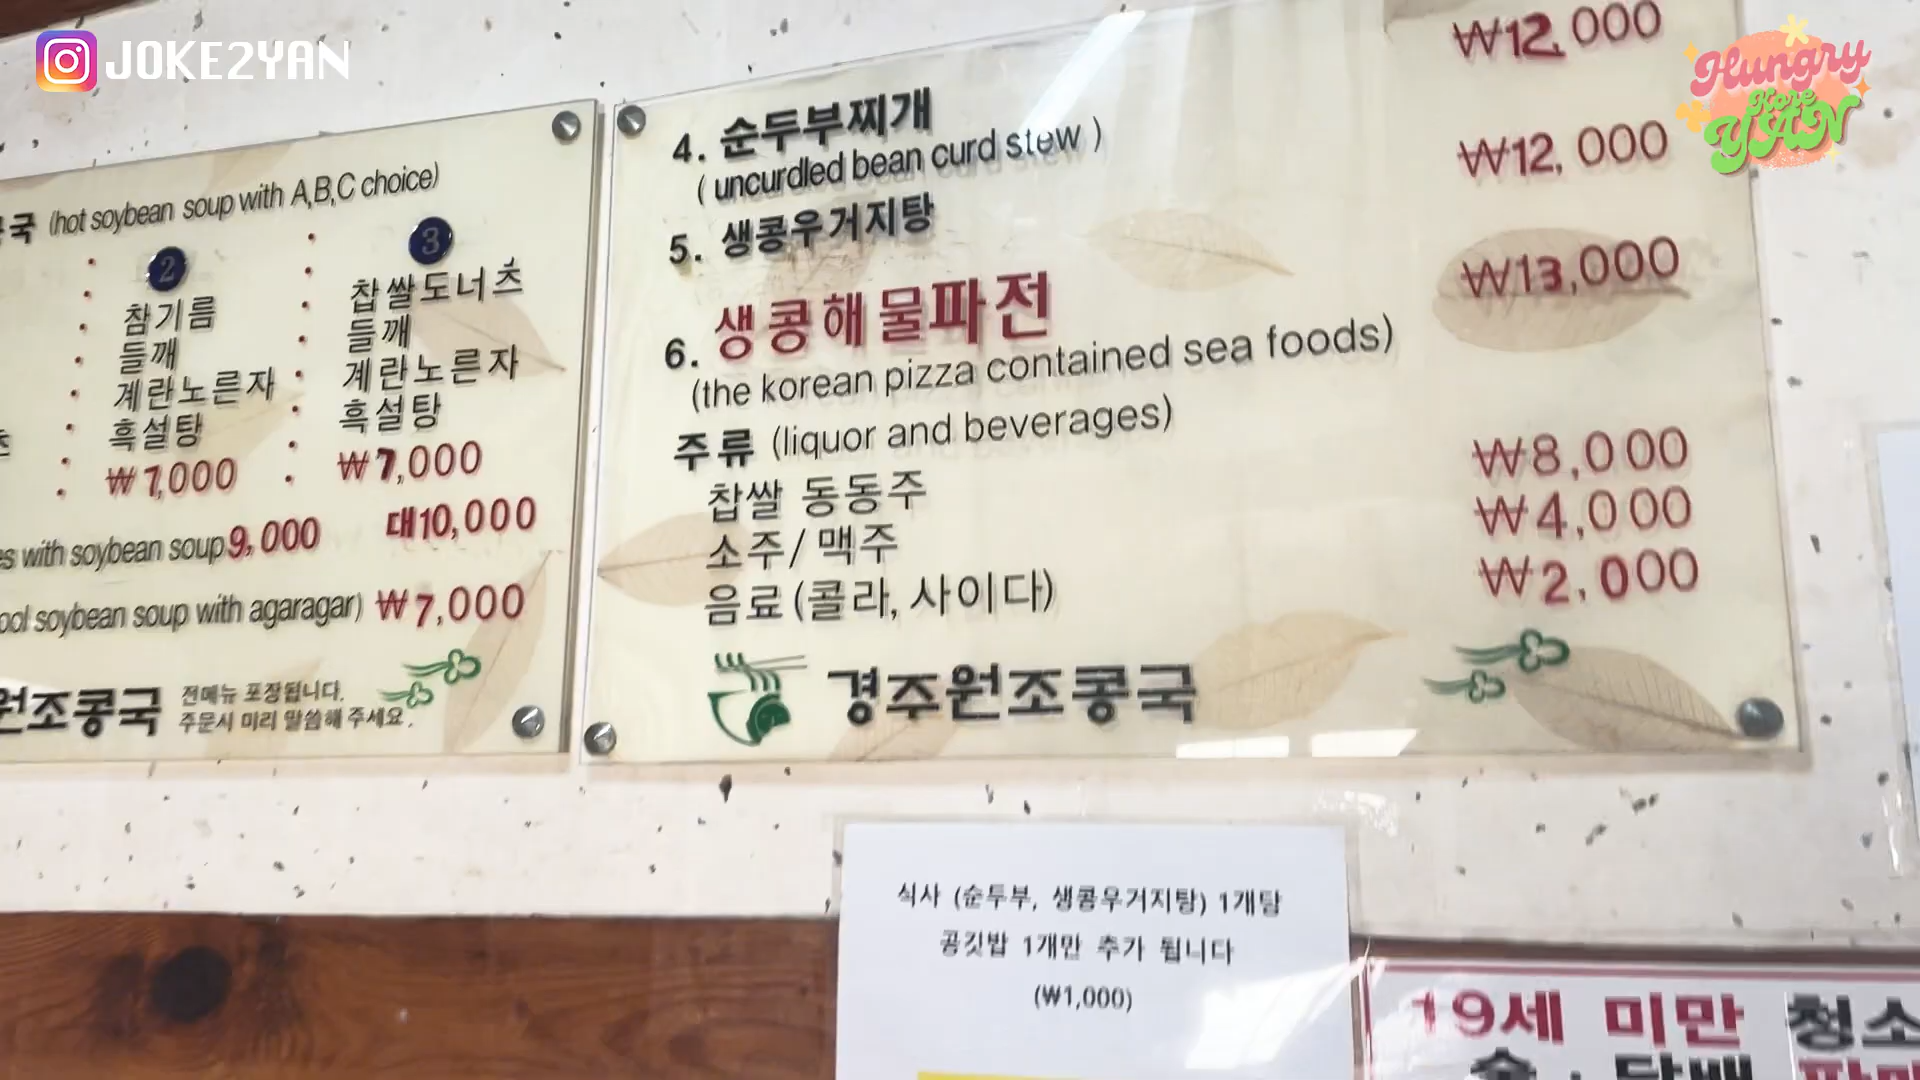 JOKE2YAN
Hungry
Kore
YAN
국 (hot soybean soup with A,B,C choice)
2
참기름
들깨
계란노른자
흑설탕
₩7,000
3
찹쌀도너츠
들깨
계란노른자
흑설탕
₩7,000
with soybean soup 9,000 대10,000
soybean soup with agaragar) ₩7,000
원조콩국 전메뉴 포장됩니다.
주문시 미리 말씀해 주세요.
₩12,000
4. 순두부찌개 ₩12,000
(uncurdled bean curd stew)
5. 생콩우거지탕
6. 생콩해물파전 ₩13,000
(the korean pizza contained sea foods)
주류 (liquor and beverages)
찹쌀 동동주 ₩8,000
소주/맥주 ₩4,000
음료(콜라, 사이다) ₩2,000
경주원조콩국
식사 (순두부, 생콩우거지탕) 1개당
공깃밥 1개만 추가 됩니다
(₩1,000)
19세 미만